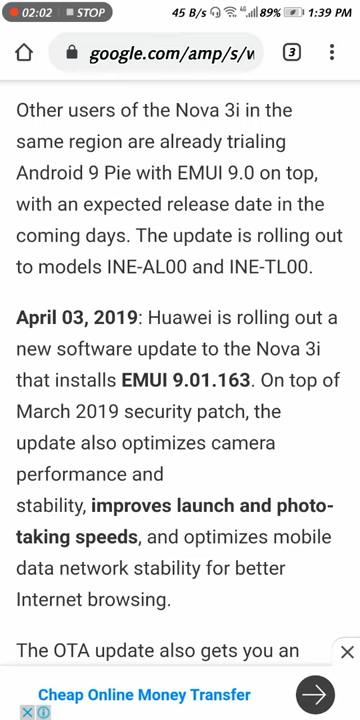 02:02 STOP 45 B/s 4G 89% 1:39 PM
google.com/amp/s/v 3
Other users of the Nova 3i in the
same region are already trialing
Android 9 Pie with EMUI 9.0 on top,
with an expected release date in the
coming days. The update is rolling out
to models INE-AL00 and INE-TL00.
April 03, 2019: Huawei is rolling out a
new software update to the Nova 3i
that installs EMUI 9.01.163. On top of
March 2019 security patch, the
update also optimizes camera
performance and
stability, improves launch and photo-
taking speeds, and optimizes mobile
data network stability for better
Internet browsing.
The OTA update also gets you an
Cheap Online Money Transfer